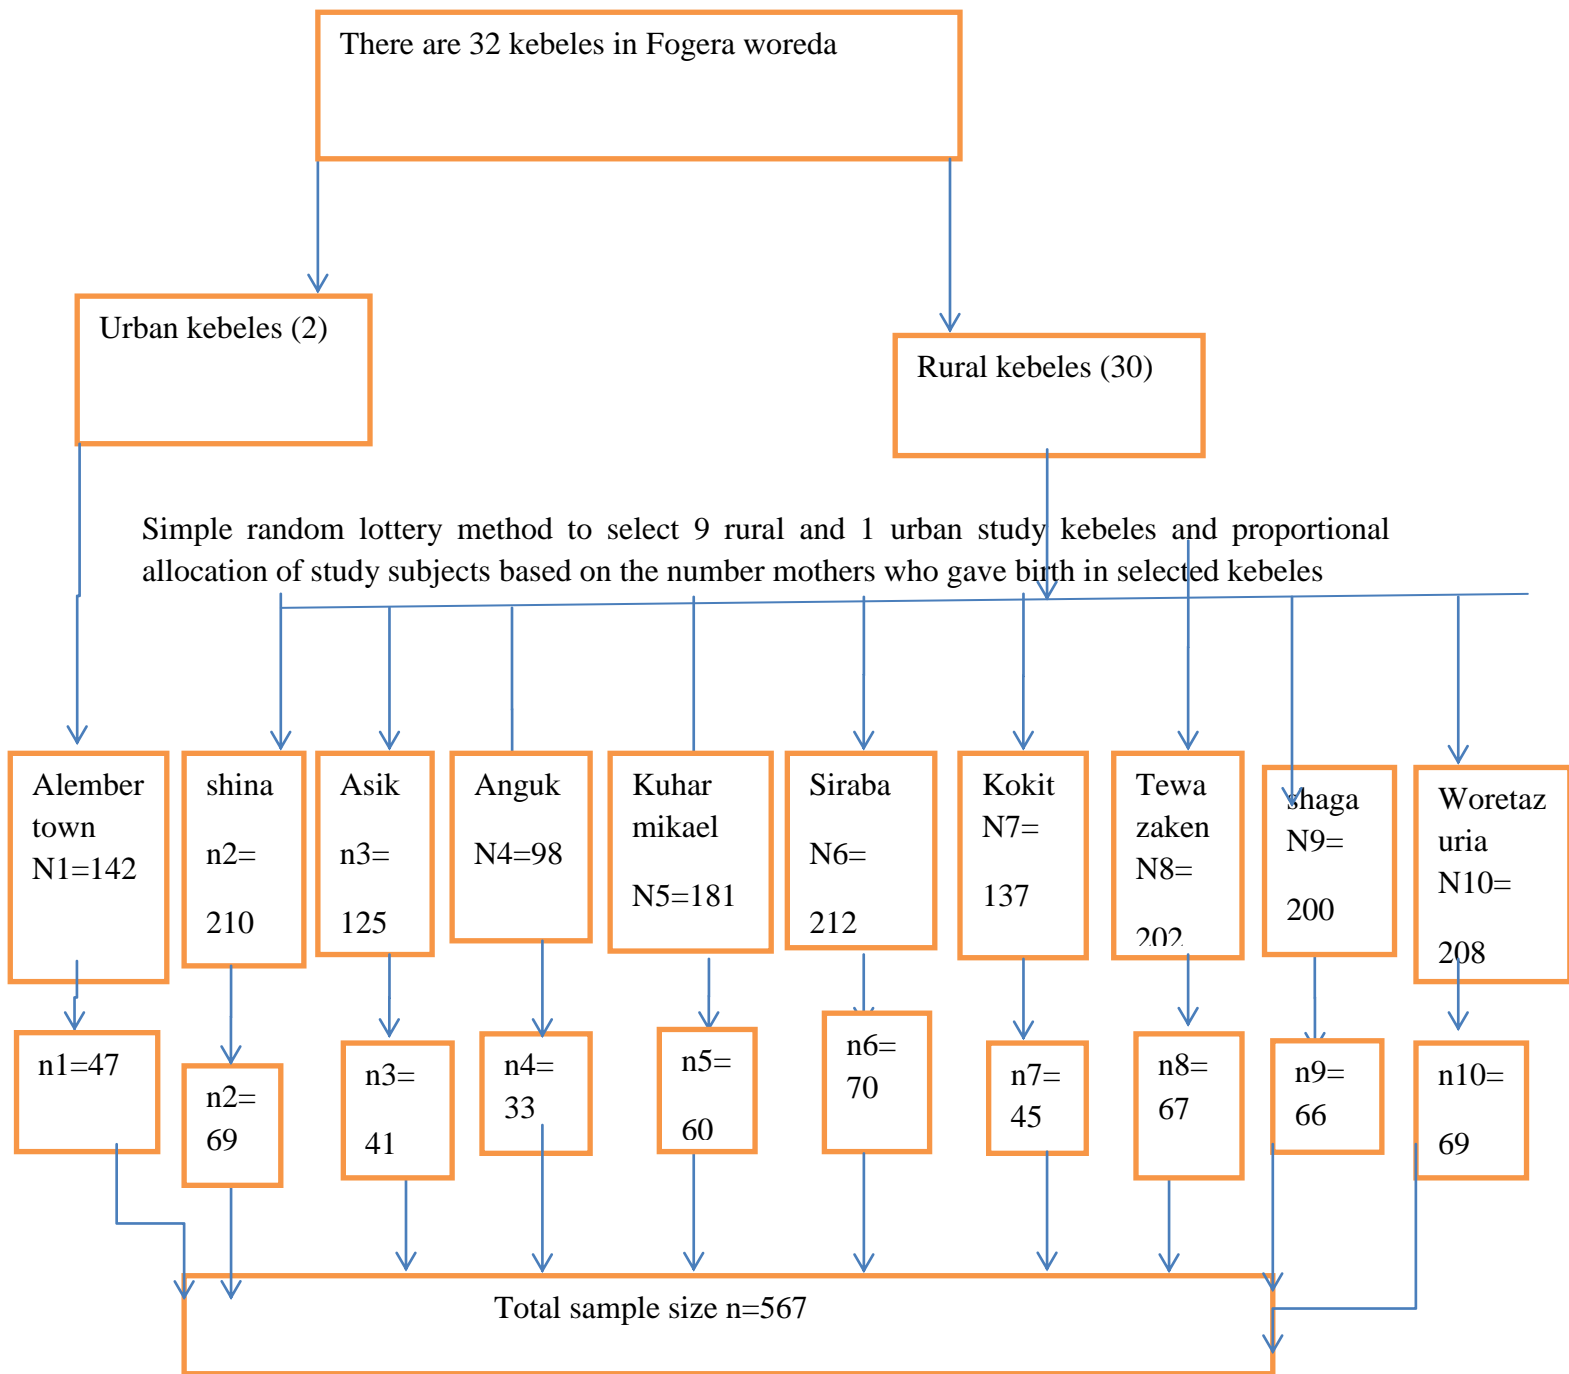 There are 32 kebeles in Fogera woreda
Urban kebeles (2)
Rural kebeles (30)
Simple random lottery method to select 9 rural and 1 urban study kebeles and proportional
allocation of study subjects based on the number mothers who gave birth in selected kebeles
Alember
town
N1=142
shina
n2=
210
Asik
n3=
125
Anguk
N4=98
Kuhar
mikael
N5=181
Siraba
N6=
212
Kokit
N7=
137
Tewa
zaken
N8=
202
shaga
N9=
200
Woretaz
uria
N10=
208
n1=47
n2=
69
n3=
41
n4=
33
n5=
60
n6=
70
n7=
45
n8=
67
n9=
66
n10=
69
Total sample size n=567